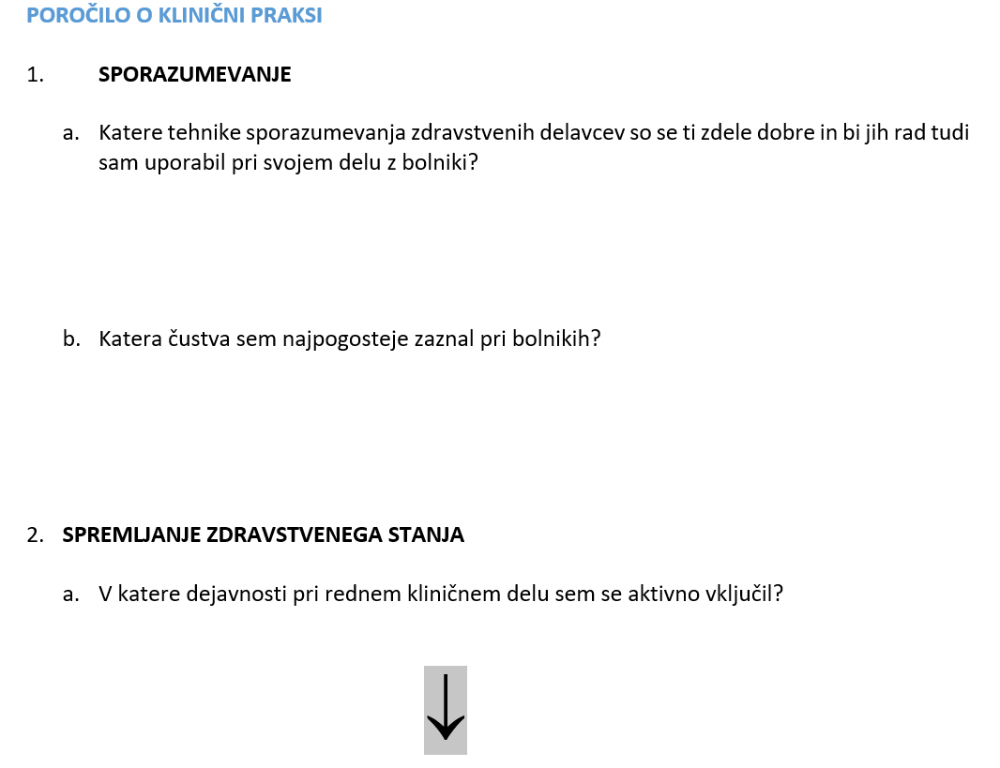 POROČILO O KLINIČNI PRAKSI
1. SPORAZUMEVANJE
a. Katere tehnike sporazumevanja zdravstvenih delavcev so se ti zdele dobre in bi jih rad tudi
sam uporabil pri svojem delu z bolniki?
b. Katera čustva sem najpogosteje zaznal pri bolnikih?
2. SPREMLJANJE ZDRAVSTVENEGA STANJA
a. V katere dejavnosti pri rednem kliničnem delu sem se aktivno vključil?